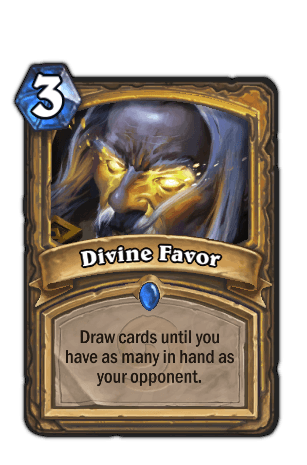 3
Divine Favor
Draw cards until you
have as many in hand as
your opponent.